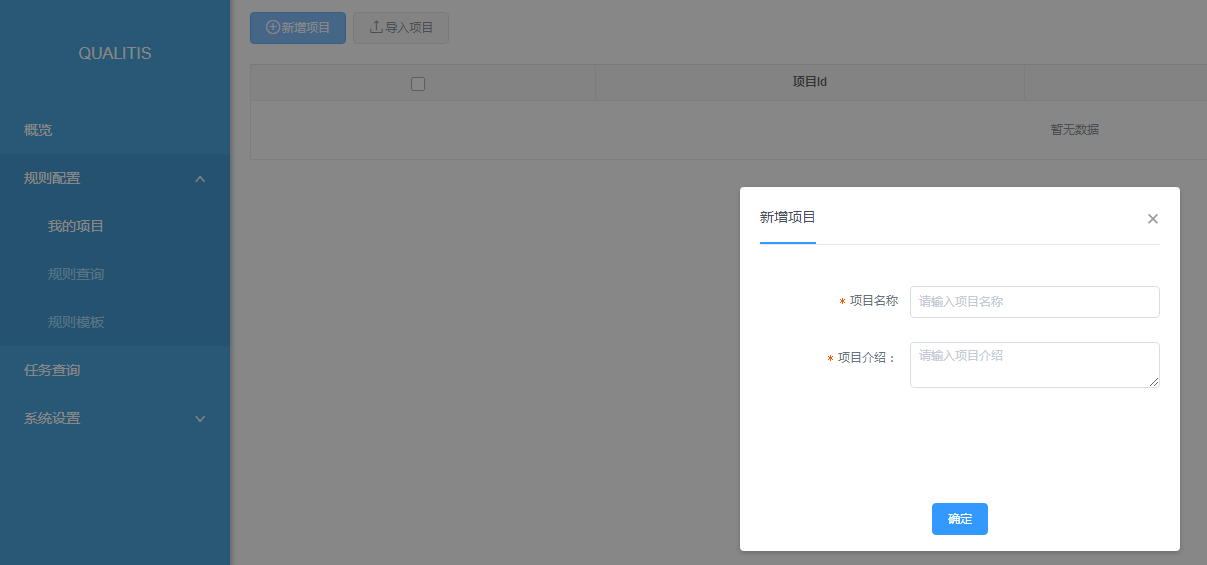 QUALITIS
概览
规则配置
我的项目
规则查询
规则模板
任务查询
系统设置
新增项目
导入项目
项目Id
暂无数据
新增项目
* 项目名称
请输入项目名称
* 项目介绍：
请输入项目介绍
确定